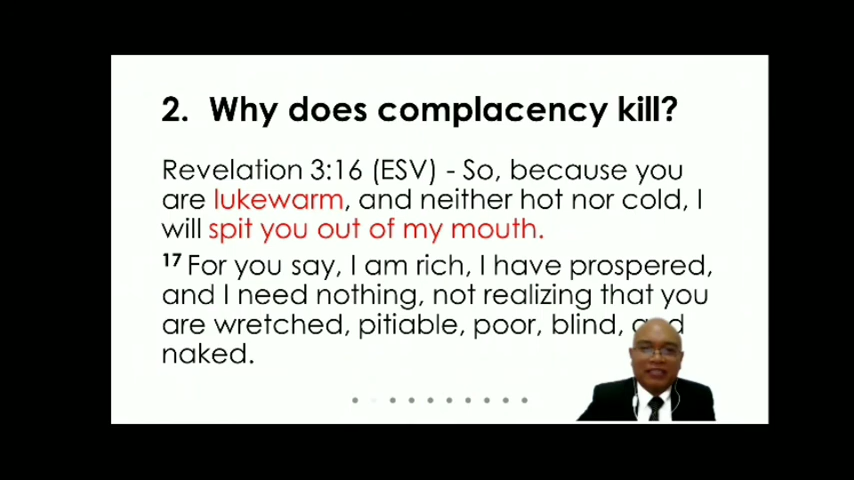 2. Why does complacency kill?
Revelation 3:16 (ESV) - So, because you
are lukewarm, and neither hot nor cold, I
will spit you out of my mouth.
17 For you say, I am rich, I have prospered,
and I need nothing, not realizing that you
are wretched, pitiable, poor, blind, and
naked.